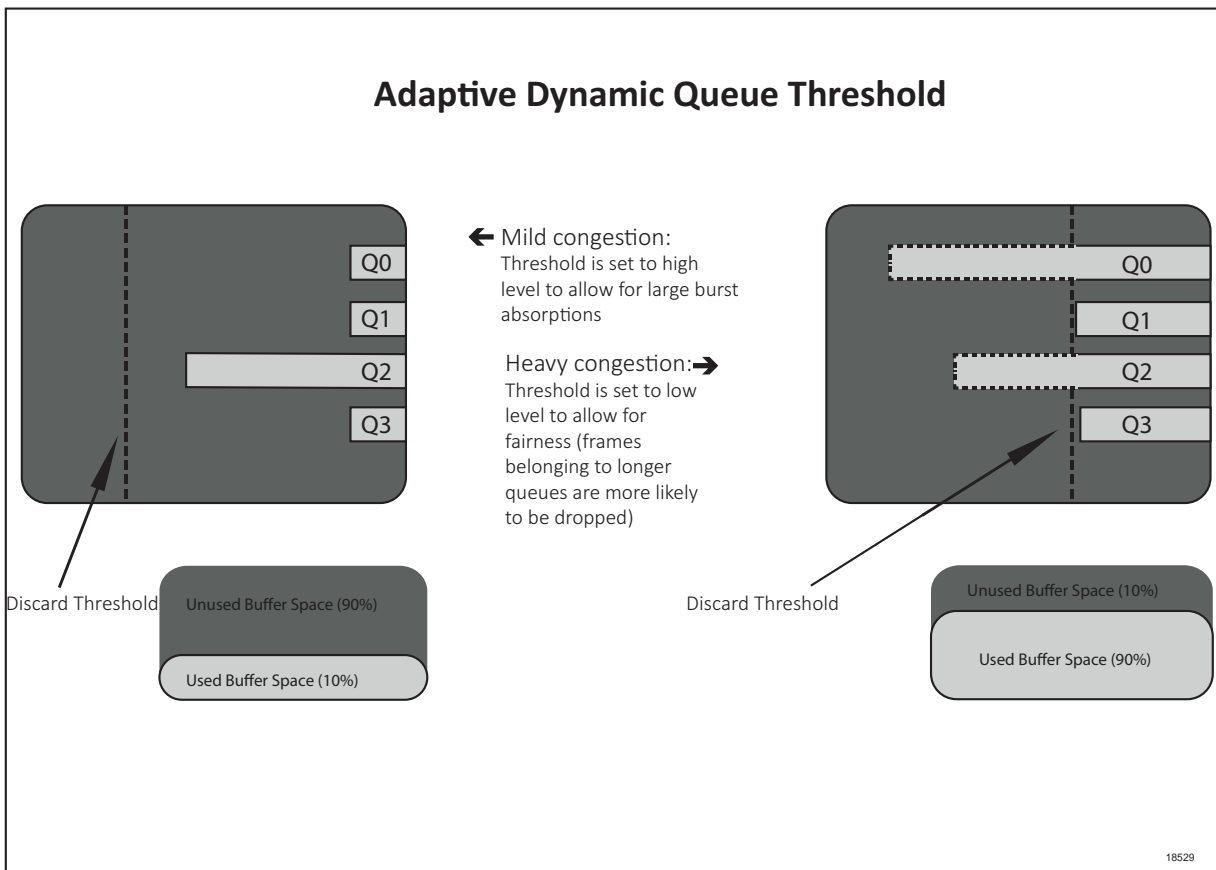 Adaptive Dynamic Queue Threshold
Q0
Q1
Q2
Q3
Mild congestion:
Threshold is set to high
level to allow for large burst
absorptions
Heavy congestion:
Threshold is set to low
level to allow for
fairness (frames
belonging to longer
queues are more likely
to be dropped)
Q0
Q1
Q2
Q3
Discard Threshold
Unused Buffer Space (90%)
Used Buffer Space (10%)
Discard Threshold
Unused Buffer Space (10%)
Used Buffer Space (90%)
18529